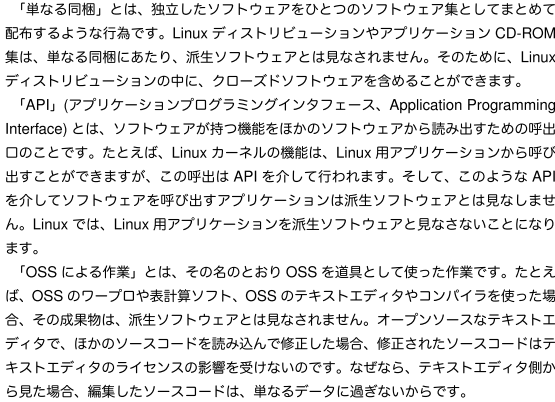 「単なる同梱」とは、独立したソフトウェアをひとつのソフトウェア集としてまとめて
配布するような行為です。Linux ディストリビューションやアプリケーション CD-ROM
集は、単なる同梱にあたり、派生ソフトウェアとは見なされません。そのために、Linux
ディストリビューションの中に、クローズドソフトウェアを含めることができます。
「API」(アプリケーションプログラミングインタフェース、Application Programming
Interface) とは、ソフトウェアが持つ機能をほかのソフトウェアから読み出すための呼出
口のことです。たとえば、Linux カーネルの機能は、Linux 用アプリケーションから呼び
出すことができますが、この呼出は API を介して行われます。そして、このような API
を介してソフトウェアを呼び出すアプリケーションは派生ソフトウェアとは見なしませ
ん。Linux では、Linux 用アプリケーションを派生ソフトウェアと見なさないことになり
ます。
「OSS による作業」とは、その名のとおり OSS を道具として使った作業です。たとえ
ば、OSS のワープロや表計算ソフト、OSS のテキストエディタやコンパイラを使った場
合、その成果物は、派生ソフトウェアとは見なされません。オープンソースなテキストエ
ディタで、ほかのソースコードを読み込んで修正した場合、修正されたソースコードはテ
キストエディタのライセンスの影響を受けないのです。なぜなら、テキストエディタ側か
ら見た場合、編集したソースコードは、単なるデータに過ぎないからです。